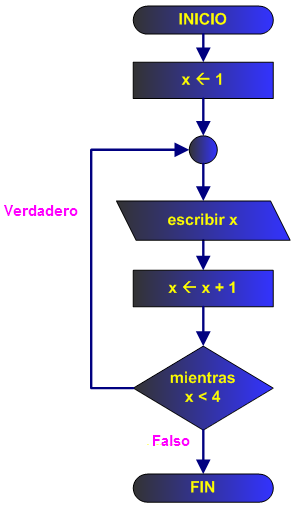 INICIO
x ← 1
Verdadero
escribir x
x ← x + 1
mientras
x < 4
Falso
FIN